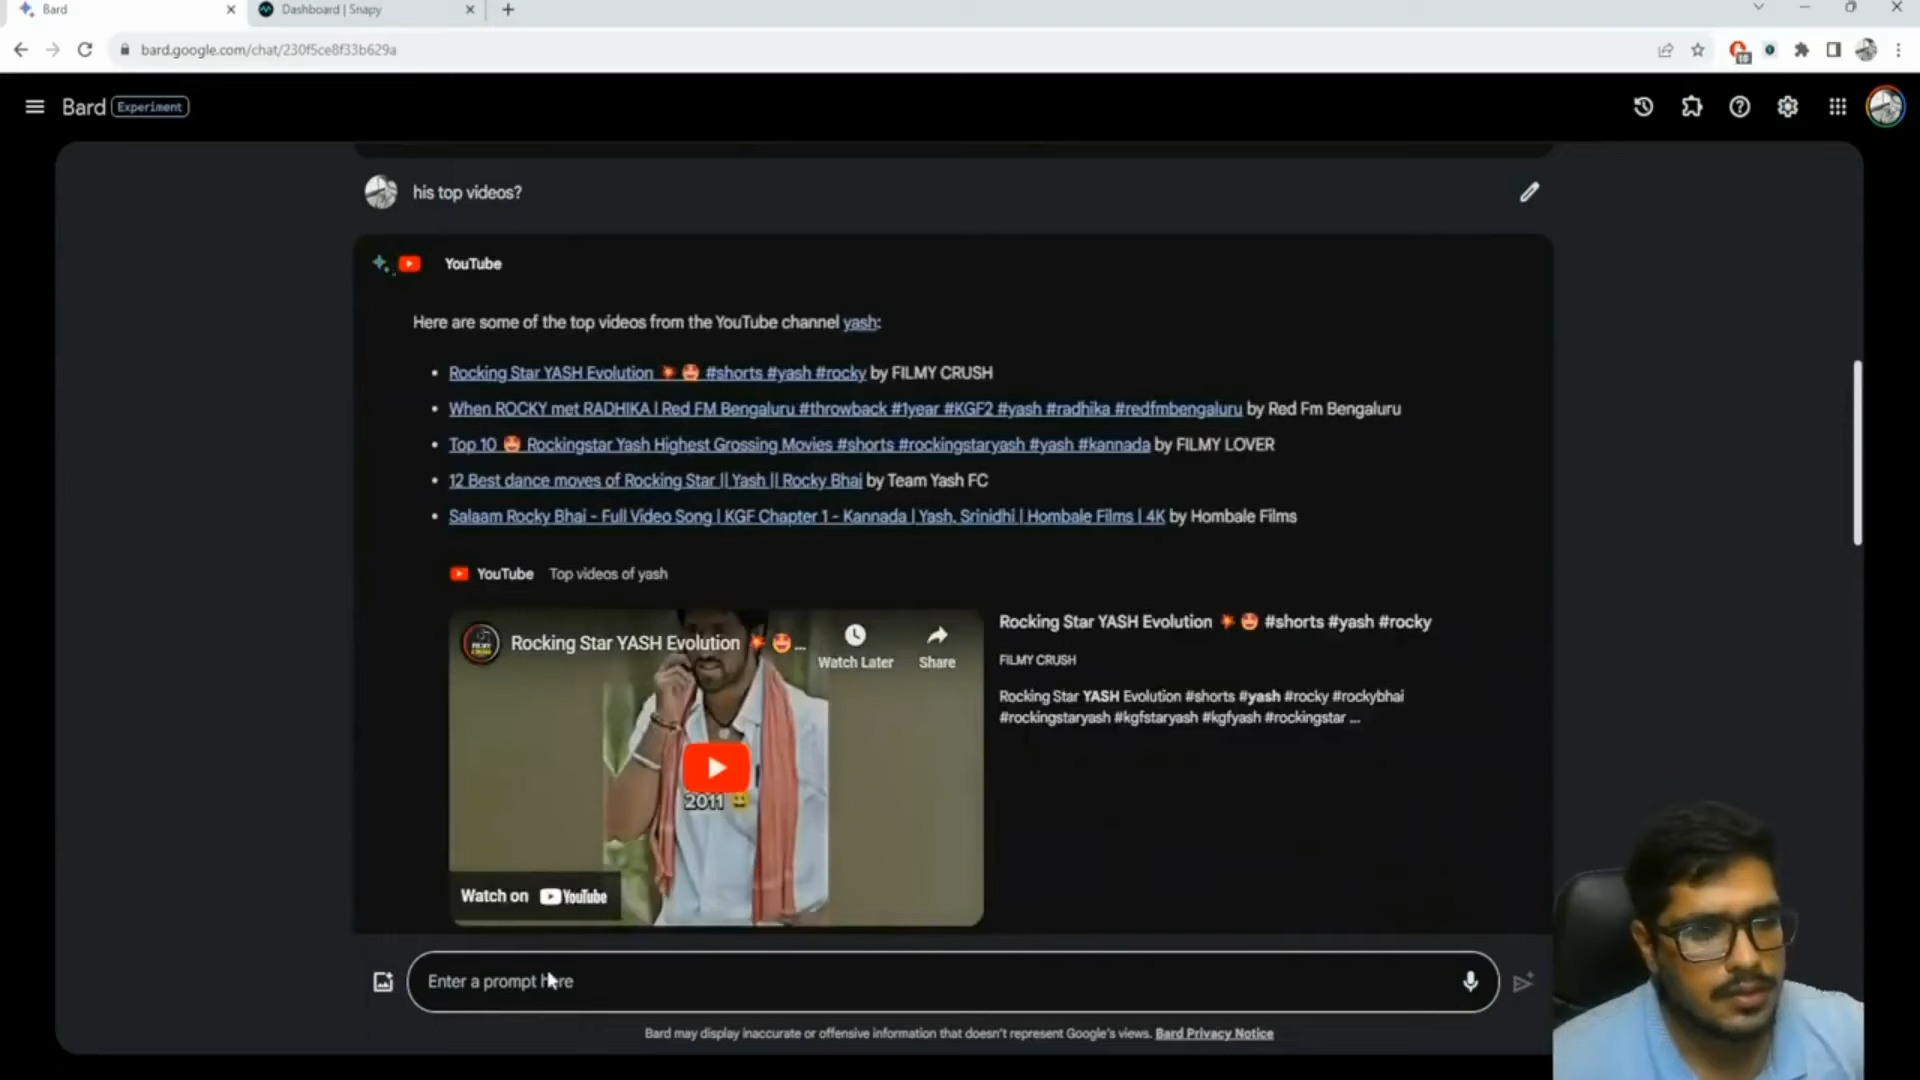 Bard
Dashboard | Snapy
bard.google.com/chat/230f5ce8f33b629a
Bard Experiment
his top videos?
YouTube
Here are some of the top videos from the YouTube channel yash:
• Rocking Star YASH Evolution 💥 🤩 #shorts #yash #rocky by FILMY CRUSH
• When ROCKY met RADHIKA | Red FM Bengaluru #throwback #1year #KGF2 #yash #radhika #redfmbengaluru by Red Fm Bengaluru
• Top 10 🤩 Rockingstar Yash Highest Grossing Movies #shorts #rockingstaryash #yash #kannada by FILMY LOVER
• 12 Best dance moves of Rocking Star || Yash || Rocky Bhai by Team Yash FC
• Salaam Rocky Bhai - Full Video Song | KGF Chapter 1 - Kannada | Yash, Srinidhi | Hombale Films | 4K by Hombale Films
YouTube Top videos of yash
Rocking Star YASH Evolution 💥 🤩 ...
Watch Later
Share
2011 😀
Watch on YouTube
Rocking Star YASH Evolution 💥 🤩 #shorts #yash #rocky
FILMY CRUSH
Rocking Star YASH Evolution #shorts #yash #rocky #rockybhai
#rockingstaryash #kgfstaryash #kgfyash #rockingstar ...
Enter a prompt here
Bard may display inaccurate or offensive information that doesn't represent Google's views. Bard Privacy Notice